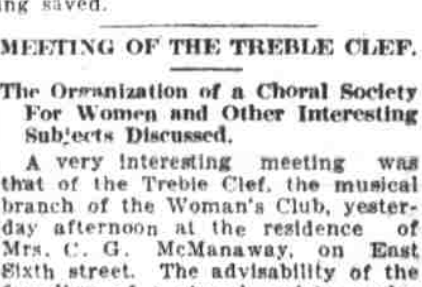 ing saved.
MEETING OF THE TREBLE CLEF.
The Organization of a Choral Society
For Women and Other Interesting
Subjects Discussed.
A very interesting meeting was
that of the Treble Clef, the musical
branch of the Woman's Club, yester-
day afternoon at the residence of
Mrs. C. G. McManaway, on East
Sixth street. The advisability of the